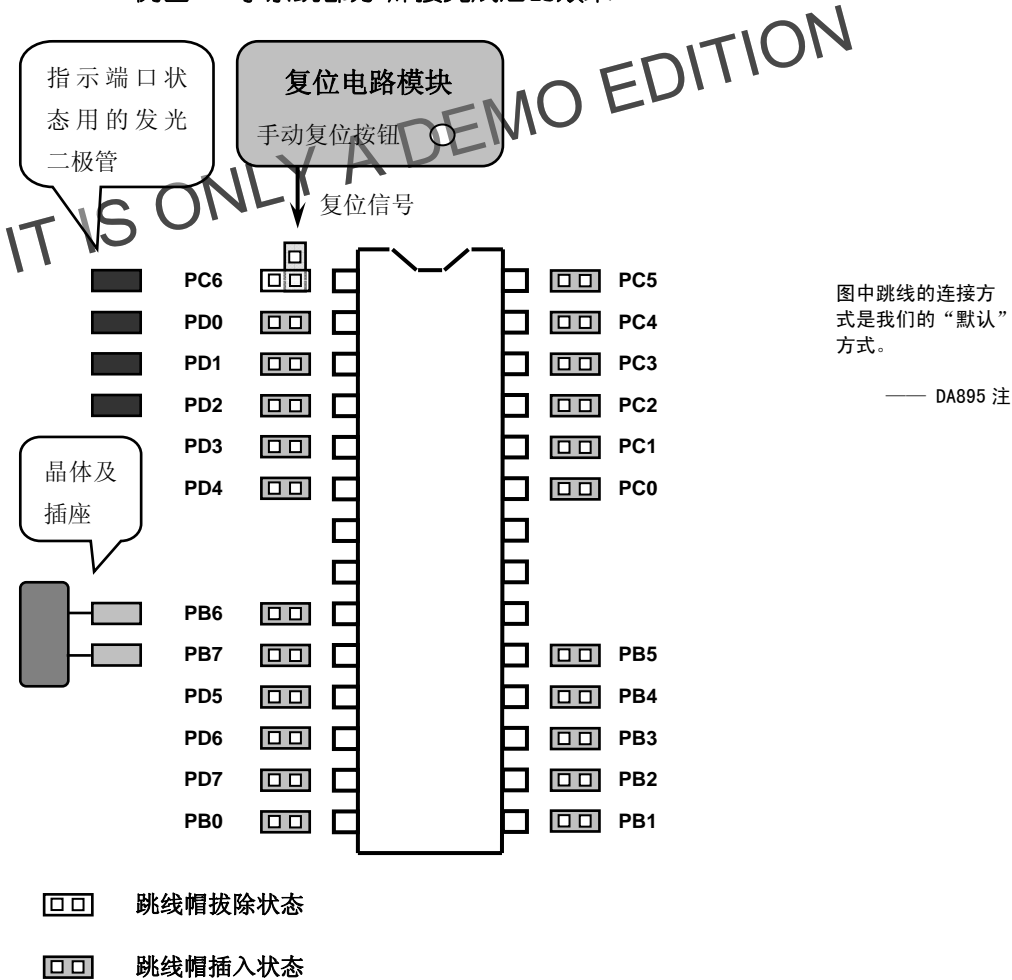 指示端口状
态用的发光
二极管
复位电路模块
手动复位按钮
复位信号
IT IS ONLY A DEMO EDITION
PC6
PC5
PD0
PC4
PD1
PC3
PD2
PC2
PD3
PC1
PD4
PC0
图中跳线的连接方
式是我们的“默认”
方式。
—— DA895 注
晶体及
插座
PB6
PB7
PB5
PD5
PB4
PD6
PB3
PD7
PB2
PB0
PB1
跳线帽拔除状态
跳线帽插入状态